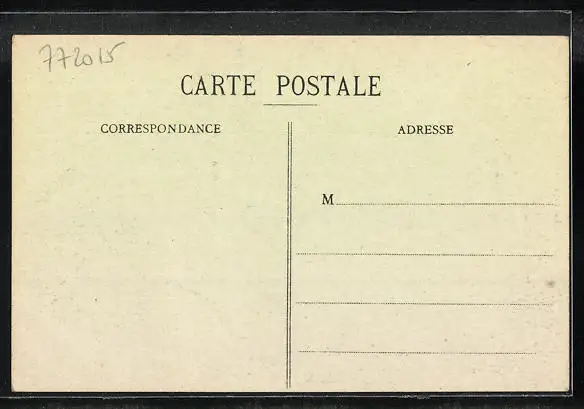 772015
CARTE POSTALE
CORRESPONDANCE
ADRESSE
M